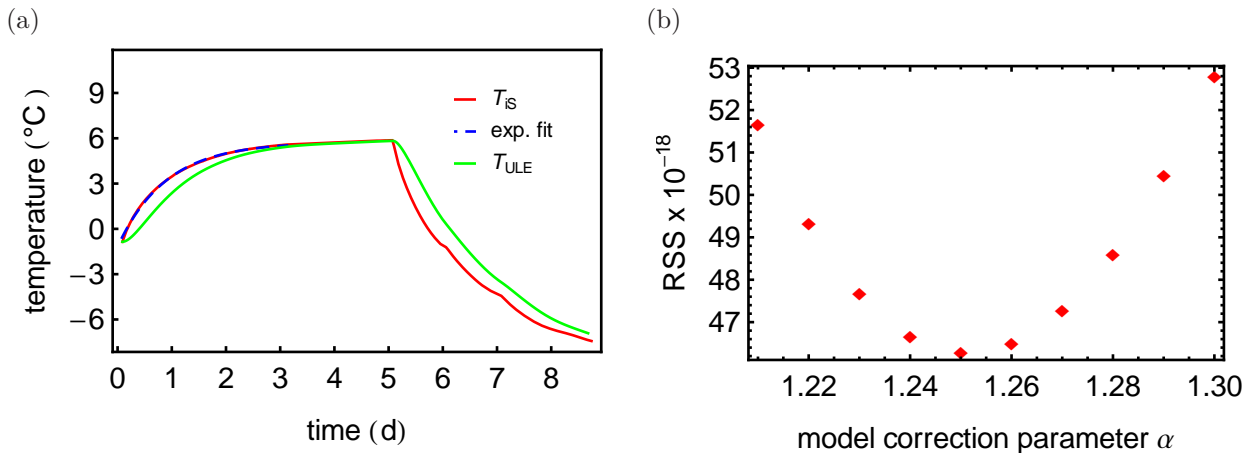 (a)
temperature (°C)
9
6
3
0
−3
−6
T_iS
exp. fit
T_ULE
0 1 2 3 4 5 6 7 8
time (d)
(b)
RSS x 10^−18
53
52
51
50
49
48
47
1.22 1.24 1.26 1.28 1.30
model correction parameter α